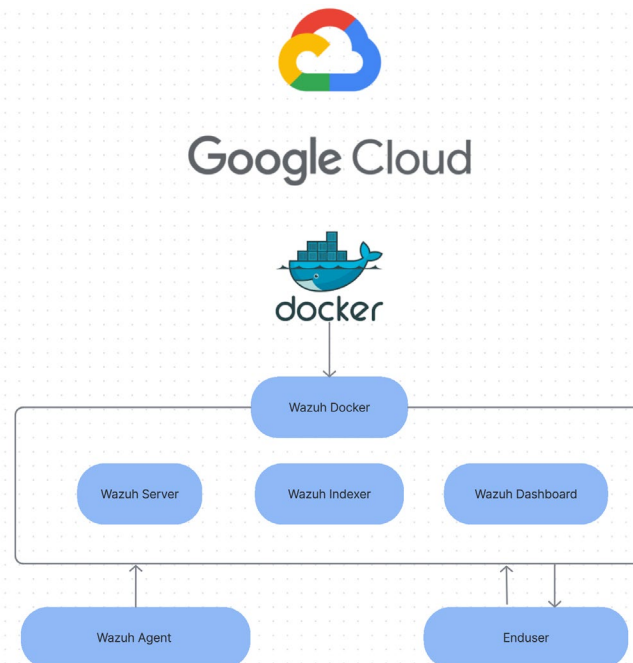 Google Cloud
docker
Wazuh Docker
Wazuh Server
Wazuh Indexer
Wazuh Dashboard
Wazuh Agent
Enduser